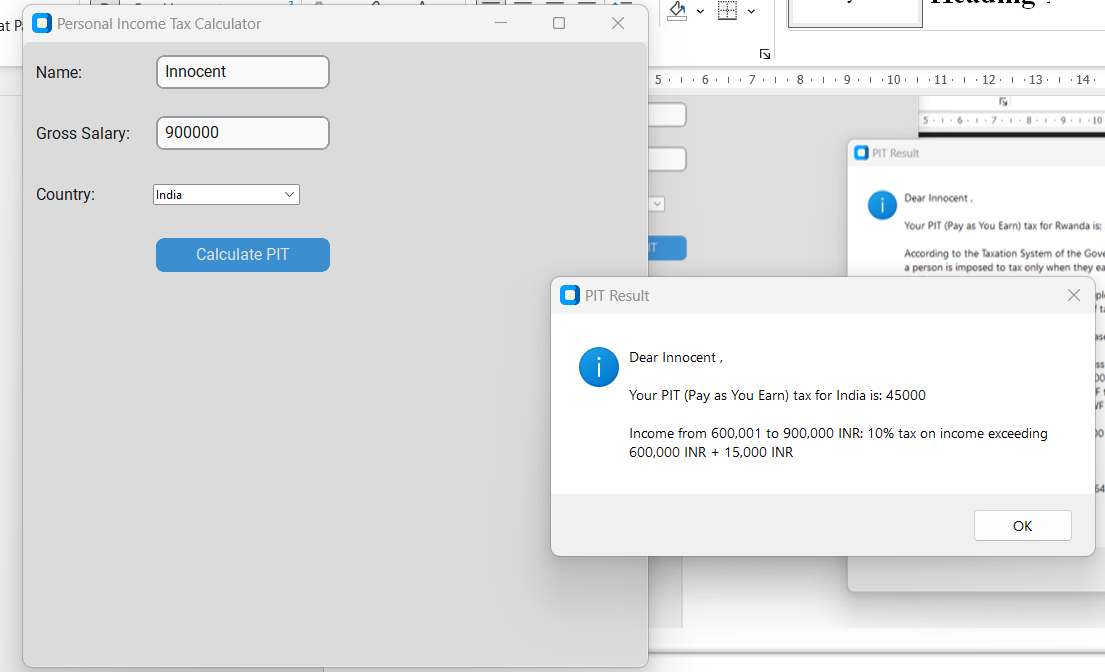 Personal Income Tax Calculator
Name:
Innocent
Gross Salary:
900000
Country:
India
Calculate PIT
5 · 6 · 7 · 8 · 9 · 10 · 11 · 12 · 13 · 14 ·
5 · 6 · 7 · 8 · 9 · 10
PIT Result
Dear Innocent ,
Your PIT (Pay as You Earn) tax for Rwanda is:
According to the Taxation System of the Gove
a person is imposed to tax only when they ea
PIT Result
Dear Innocent ,
Your PIT (Pay as You Earn) tax for India is: 45000
Income from 600,001 to 900,000 INR: 10% tax on income exceeding
600,000 INR + 15,000 INR
OK